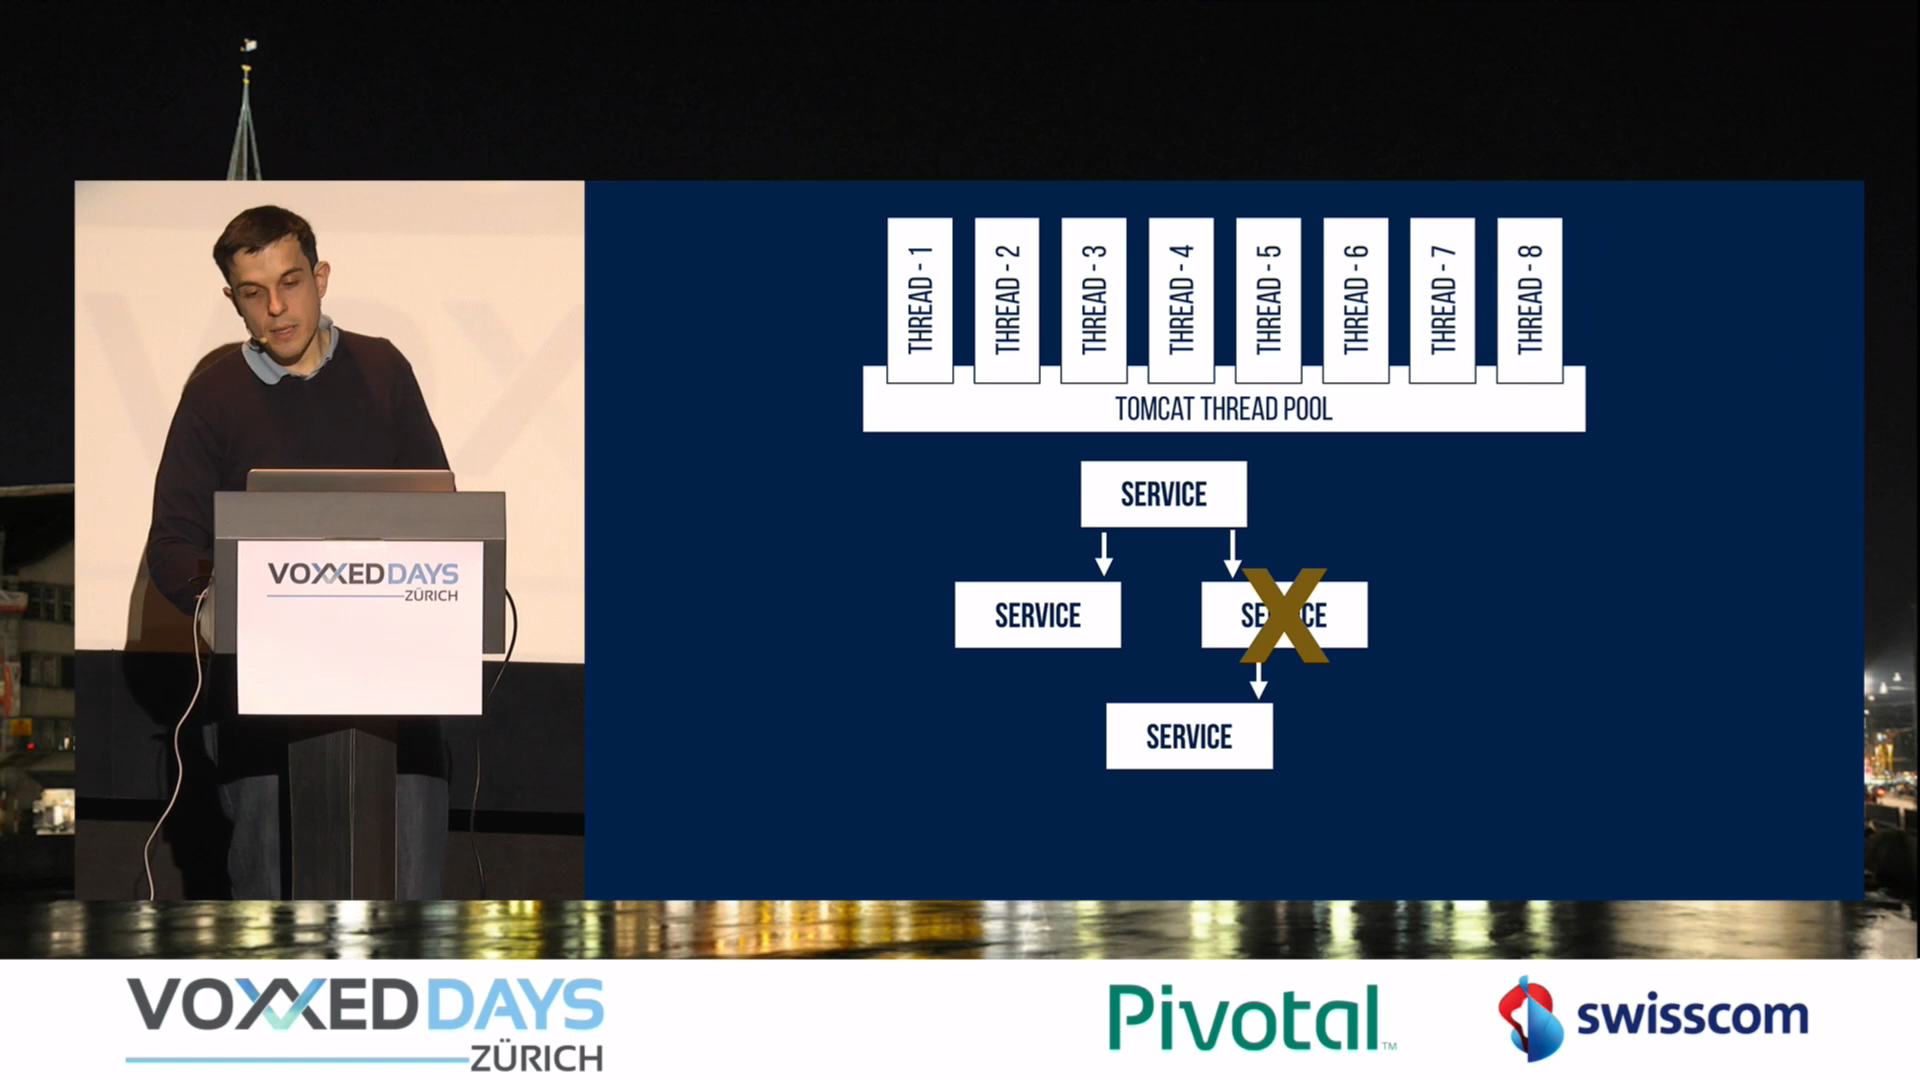 THREAD - 1
THREAD - 2
THREAD - 3
THREAD - 4
THREAD - 5
THREAD - 6
THREAD - 7
THREAD - 8
TOMCAT THREAD POOL
SERVICE
SERVICE
SE CE
SERVICE
VOXXEDDAYS
ZÜRICH
VOXXEDDAYS
ZÜRICH
Pivotal™
swisscom